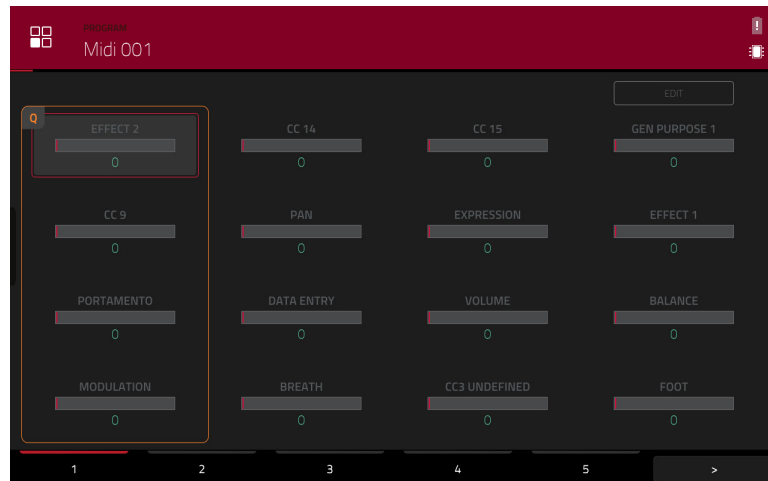 PROGRAM
Midi 001
EDIT
Q
EFFECT 2 CC 14 CC 15 GEN PURPOSE 1
0 0 0 0
CC 9 PAN EXPRESSION EFFECT 1
0 0 0 0
PORTAMENTO DATA ENTRY VOLUME BALANCE
0 0 0 0
MODULATION BREATH CC3 UNDEFINED FOOT
0 0 0 0
1 2 3 4 5 >